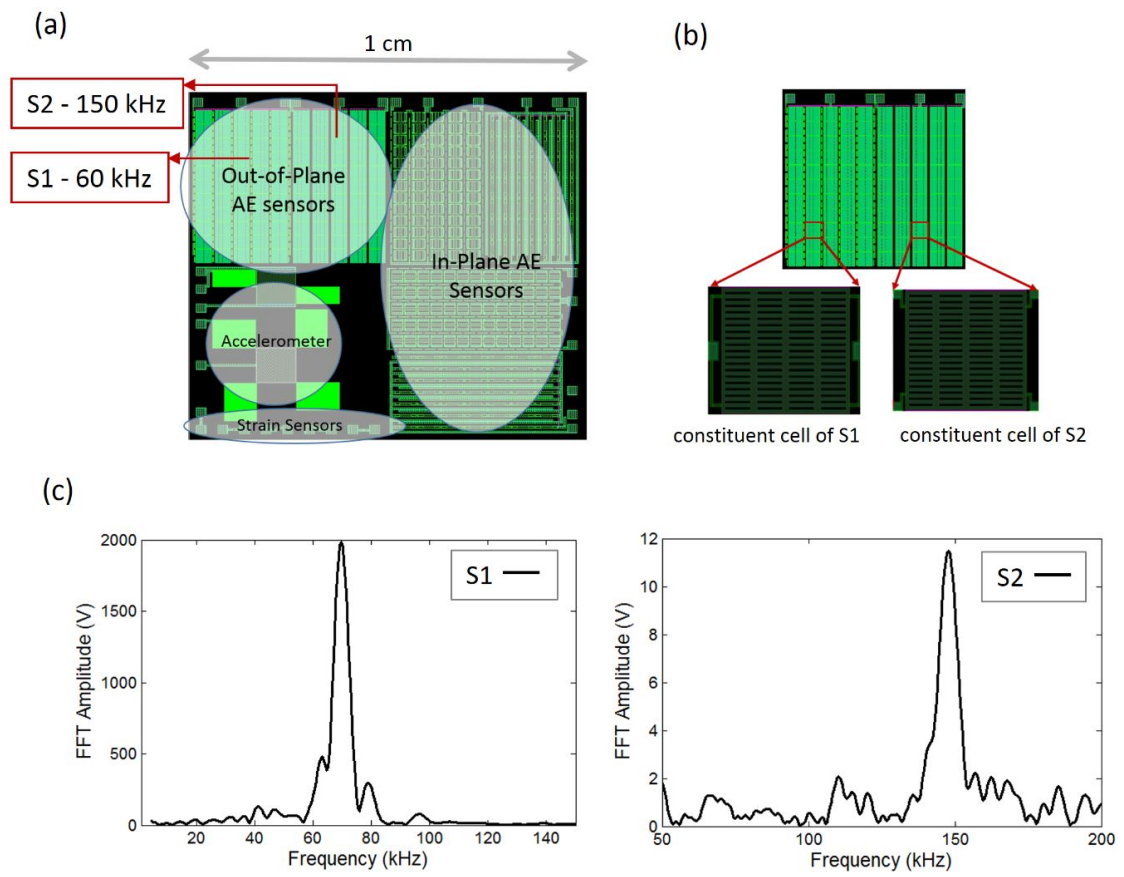 (a)
1 cm
S2 - 150 kHz
S1 - 60 kHz
Out-of-Plane
AE sensors
In-Plane AE
Sensors
Accelerometer
Strain Sensors
(b)
constituent cell of S1
constituent cell of S2
(c)
2000
1500
1000
500
0
FFT Amplitude (V)
S1
20
40
60
80
100
120
140
Frequency (kHz)
12
10
8
6
4
2
0
FFT Amplitude (V)
S2
50
100
150
200
Frequency (kHz)